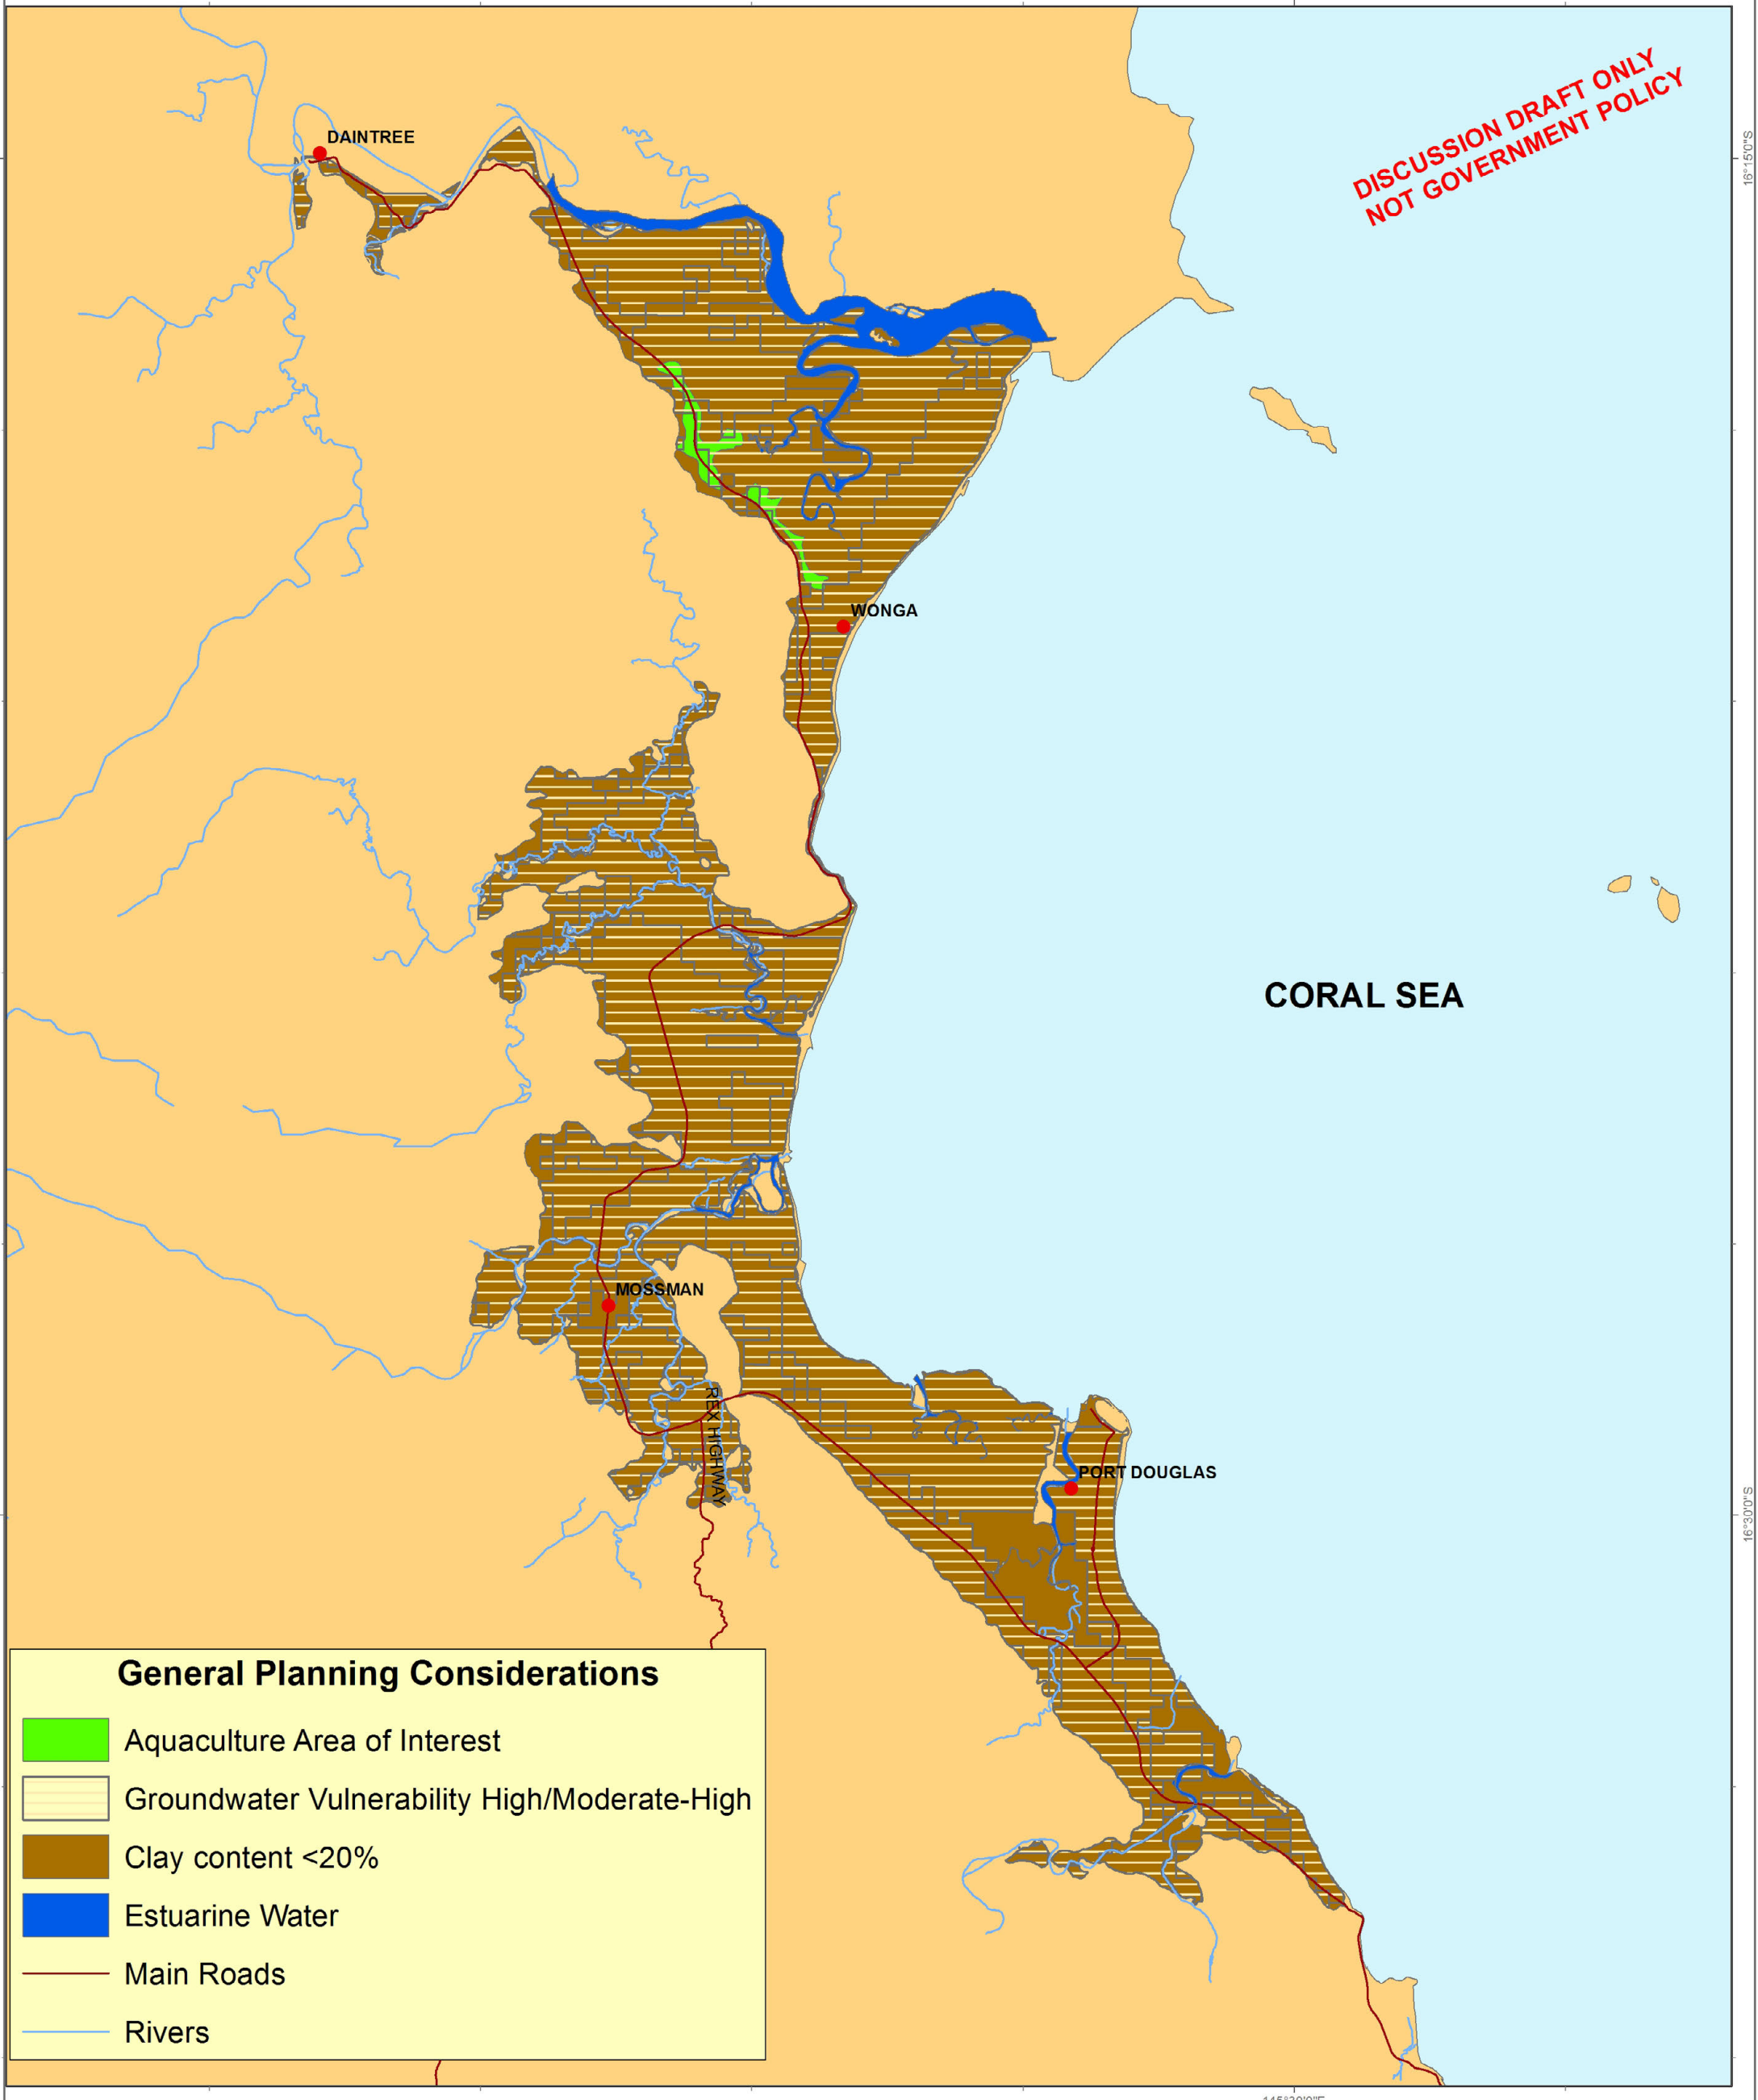 DISCUSSION DRAFT ONLY
NOT GOVERNMENT POLICY
16°15'0"S
DAINTREE
WONGA
CORAL SEA
MOSSMAN
REX HIGHWAY
PORT DOUGLAS
16°30'0"S
General Planning Considerations
Aquaculture Area of Interest
Groundwater Vulnerability High/Moderate-High
Clay content <20%
Estuarine Water
Main Roads
Rivers